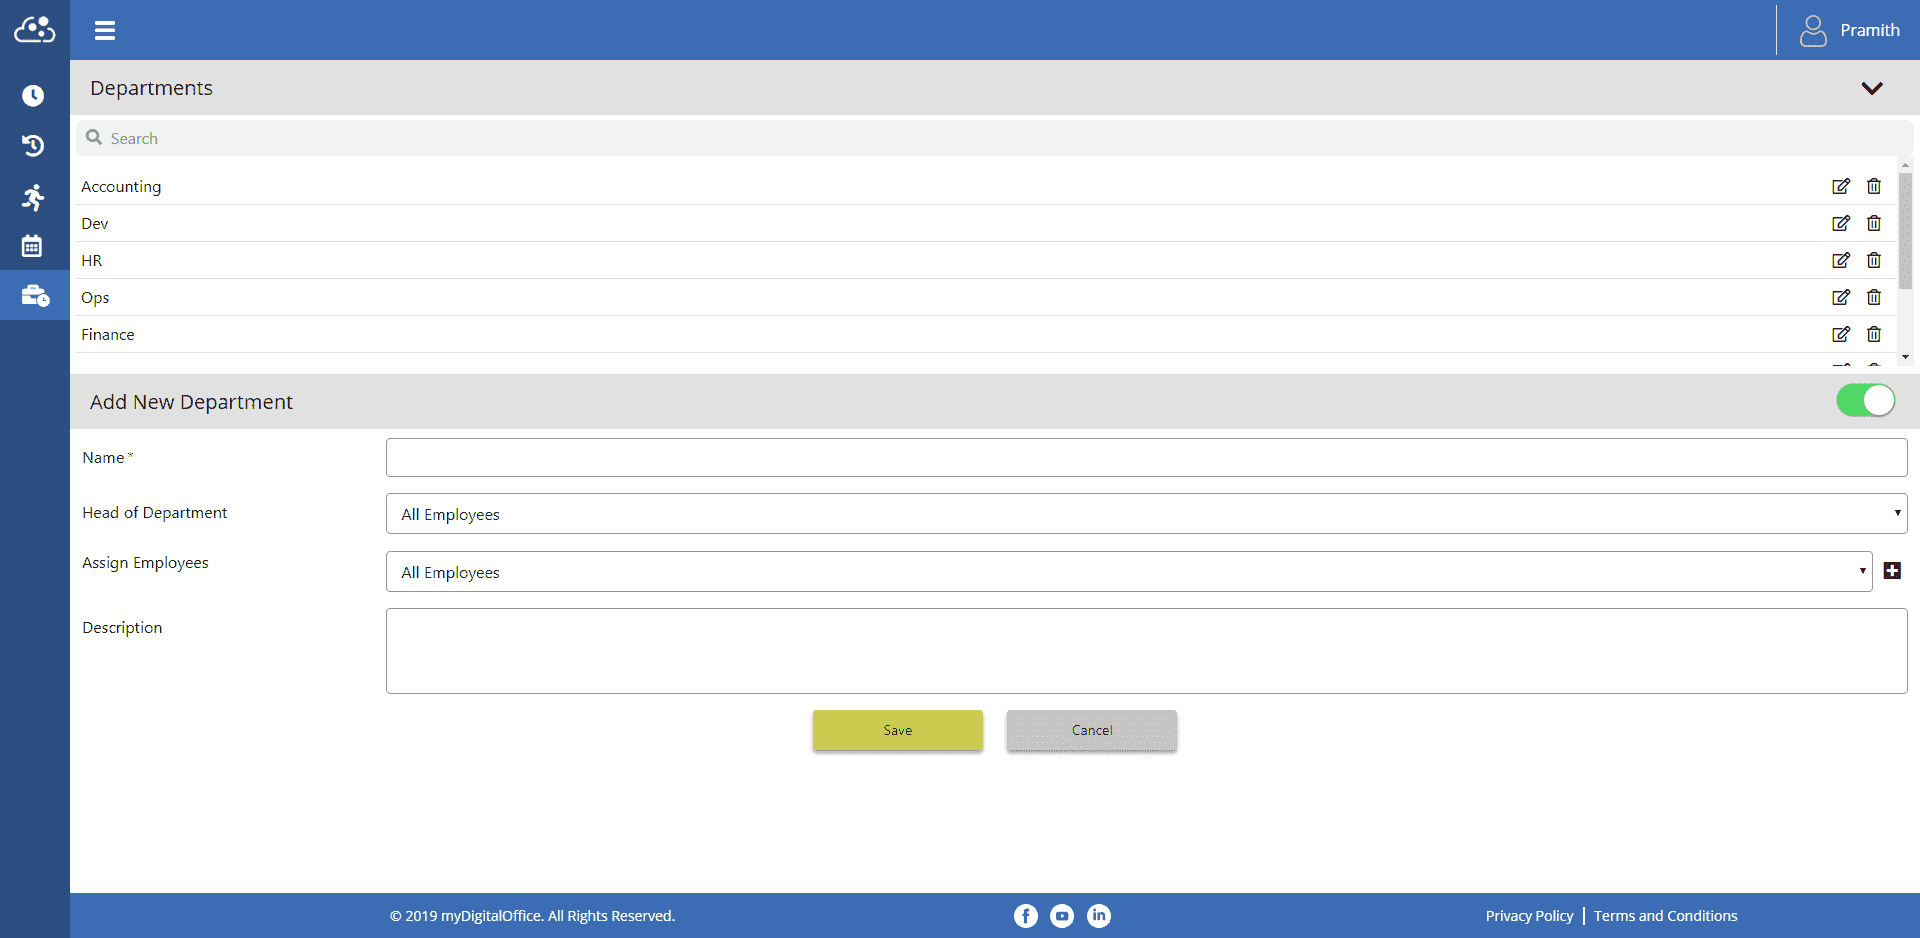 Pramith
Departments
Search
Accounting
Dev
HR
Ops
Finance
Add New Department
Name*
Head of Department
All Employees
Assign Employees
All Employees
Description
Save
Cancel
© 2019 myDigitalOffice. All Rights Reserved.
Privacy Policy | Terms and Conditions